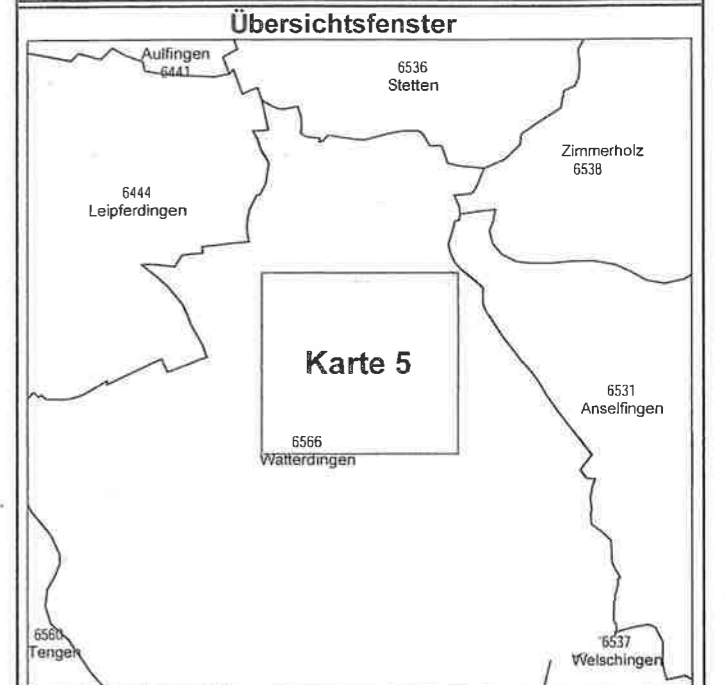 Übersichtsfenster
Aulfingen
6441
6536
Stetten
Zimmerholz
6538
6444
Leipferdingen
Karte 5
6531
Anselfingen
6566
Watterdingen
6560
Tengen
6537
Welschingen